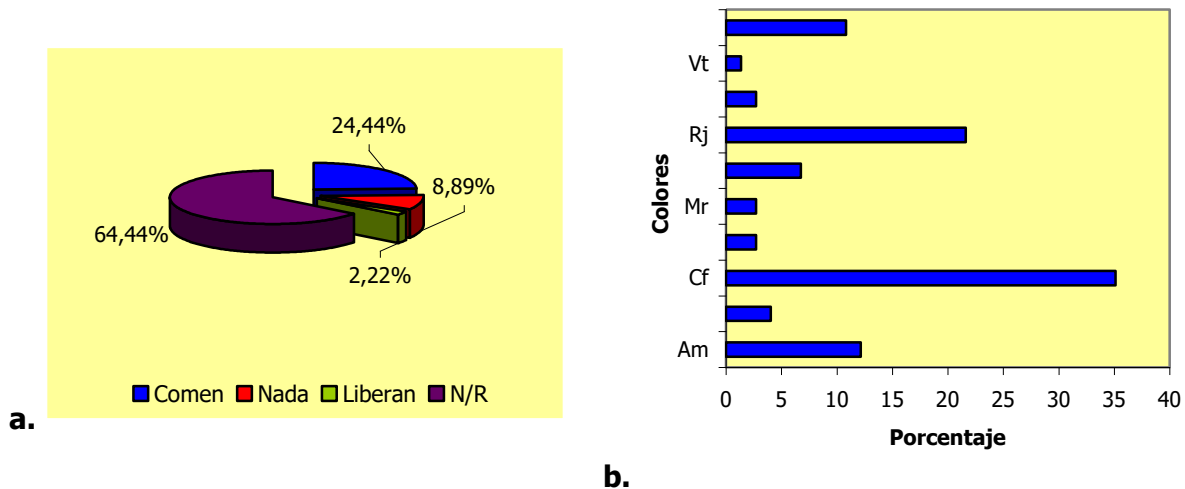 24,44%
8,89%
64,44%
2,22%
Comen Nada Liberan N/R
a.
Colores
Vt
Rj
Mr
Cf
Am
0 5 10 15 20 25 30 35 40
Porcentaje
b.